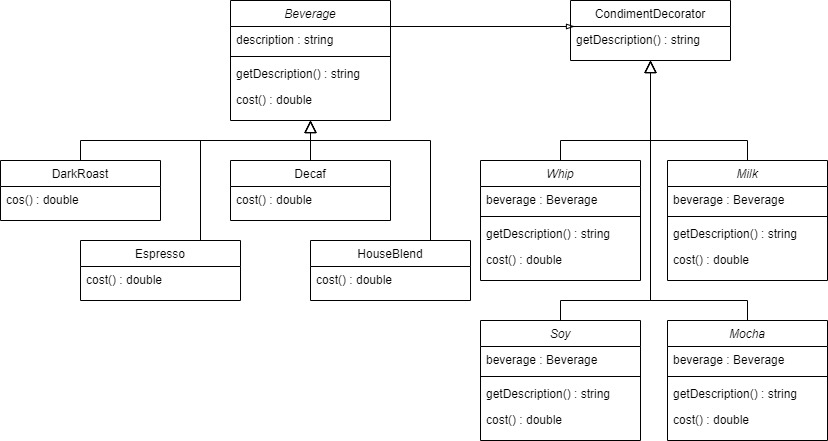 Beverage
description : string
getDescription() : string
cost() : double
CondimentDecorator
getDescription() : string
DarkRoast
cos() : double
Decaf
cost() : double
Espresso
cost() : double
HouseBlend
cost() : double
Whip
beverage : Beverage
getDescription() : string
cost() : double
Milk
beverage : Beverage
getDescription() : string
cost() : double
Soy
beverage : Beverage
getDescription() : string
cost() : double
Mocha
beverage : Beverage
getDescription() : string
cost() : double